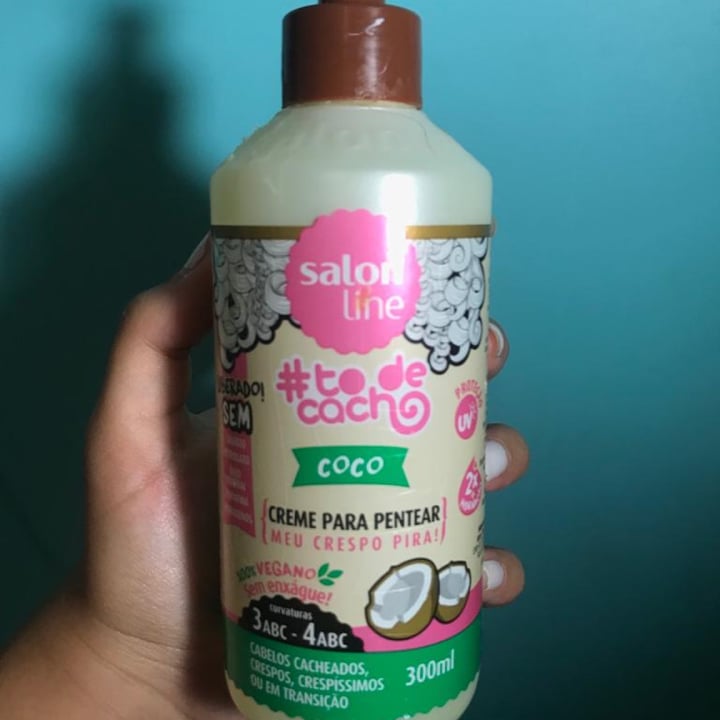 salon
line
#to de
cacho
SEM
UV
COCO
2x
{CREME PARA PENTEAR
MEU CRESPO PIRA!}
100% VEGANO
Sem enxágue!
curvaturas
3ABC - 4ABC
CABELOS CACHEADOS,
CRESPOS, CRESPÍSSIMOS
OU EM TRANSIÇÃO
300ml